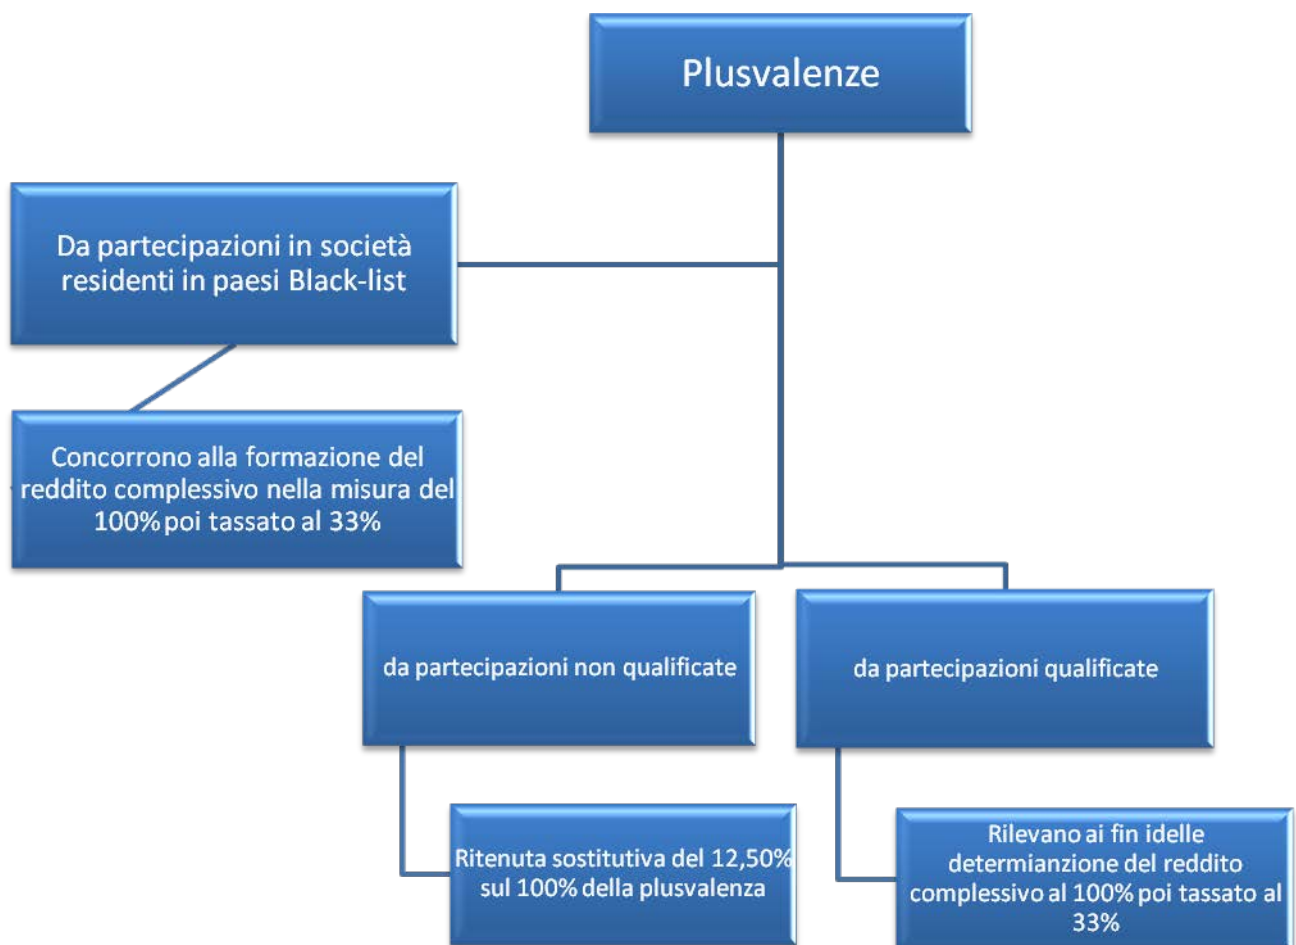 Plusvalenze
Da partecipazioni in società
residenti in paesi Black-list
Concorrono alla formazione del
reddito complessivo nella misura del
100% poi tassato al 33%
da partecipazioni non qualificate
da partecipazioni qualificate
Ritenuta sostitutiva del 12,50%
sul 100% della plusvalenza
Rilevano ai fin idelle
determianzione del reddito
complessivo al 100% poi tassato al
33%